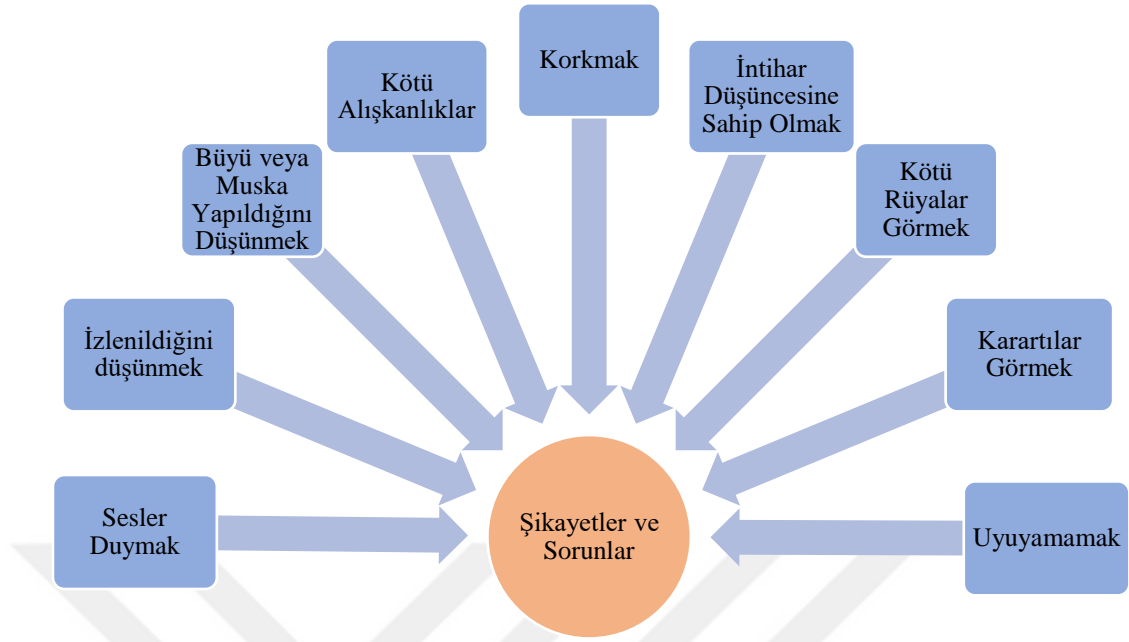 Sesler
Duymak
İzlenildiğini
düşünmek
Büyü veya
Muska
Yapıldığını
Düşünmek
Kötü
Alışkanlıklar
Korkmak
İntihar
Düşüncesine
Sahip Olmak
Kötü
Rüyalar
Görmek
Karartılar
Görmek
Uyuyamamak
Şikayetler ve
Sorunlar